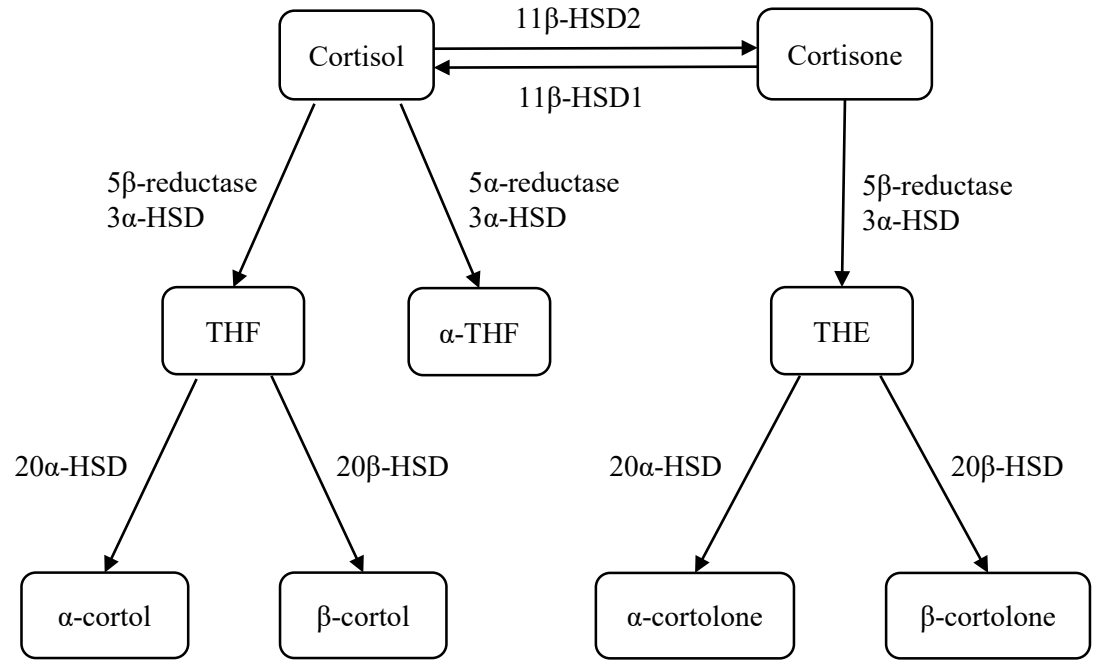 11β-HSD2
Cortisol
Cortisone
11β-HSD1
5β-reductase
3α-HSD
5α-reductase
3α-HSD
5β-reductase
3α-HSD
THF
α-THF
THE
20α-HSD
20β-HSD
20α-HSD
20β-HSD
α-cortol
β-cortol
α-cortolone
β-cortolone